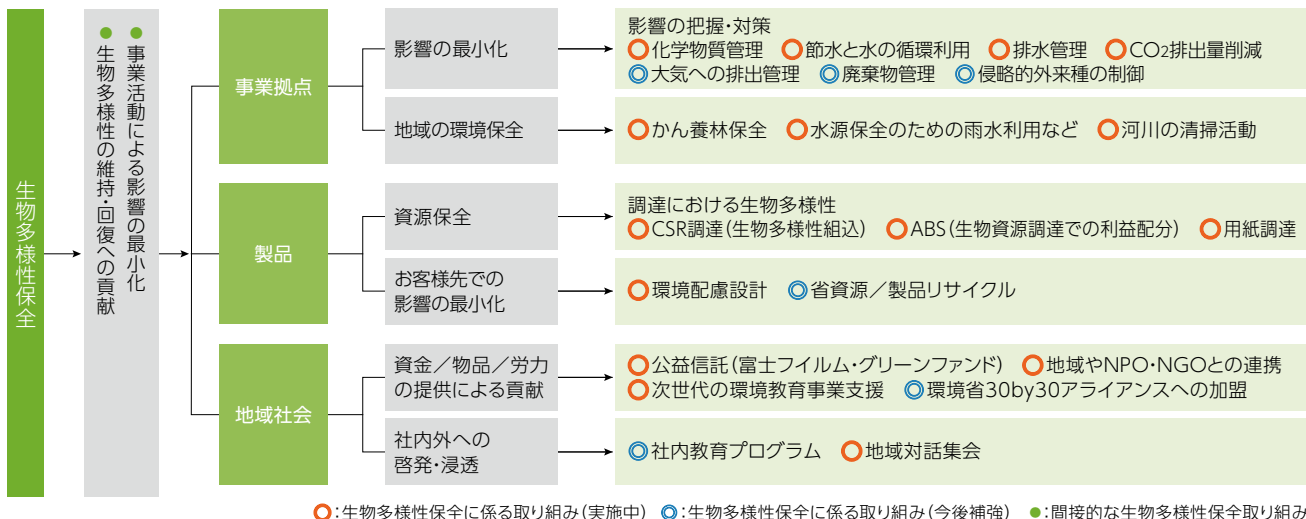 生物多様性保全
● 事業活動による影響の最小化
● 生物多様性の維持・回復への貢献
事業拠点
影響の最小化
影響の把握・対策
○化学物質管理 ○節水と水の循環利用 ○排水管理 ○CO2排出量削減
◎大気への排出管理 ◎廃棄物管理 ◎侵略的外来種の制御
地域の環境保全
○かん養林保全 ○水源保全のための雨水利用など ○河川の清掃活動
製品
資源保全
調達における生物多様性
○CSR調達(生物多様性組込) ○ABS(生物資源調達での利益配分) ○用紙調達
お客様先での
影響の最小化
○環境配慮設計 ◎省資源/製品リサイクル
地域社会
資金/物品/労力
の提供による貢献
○公益信託(富士フイルム・グリーンファンド) ○地域やNPO・NGOとの連携
○次世代の環境教育事業支援 ◎環境省30by30アライアンスへの加盟
社内外への
啓発・浸透
◎社内教育プログラム ○地域対話集会
○:生物多様性保全に係る取り組み(実施中) ◎:生物多様性保全に係る取り組み(今後補強) ●:間接的な生物多様性保全取り組み